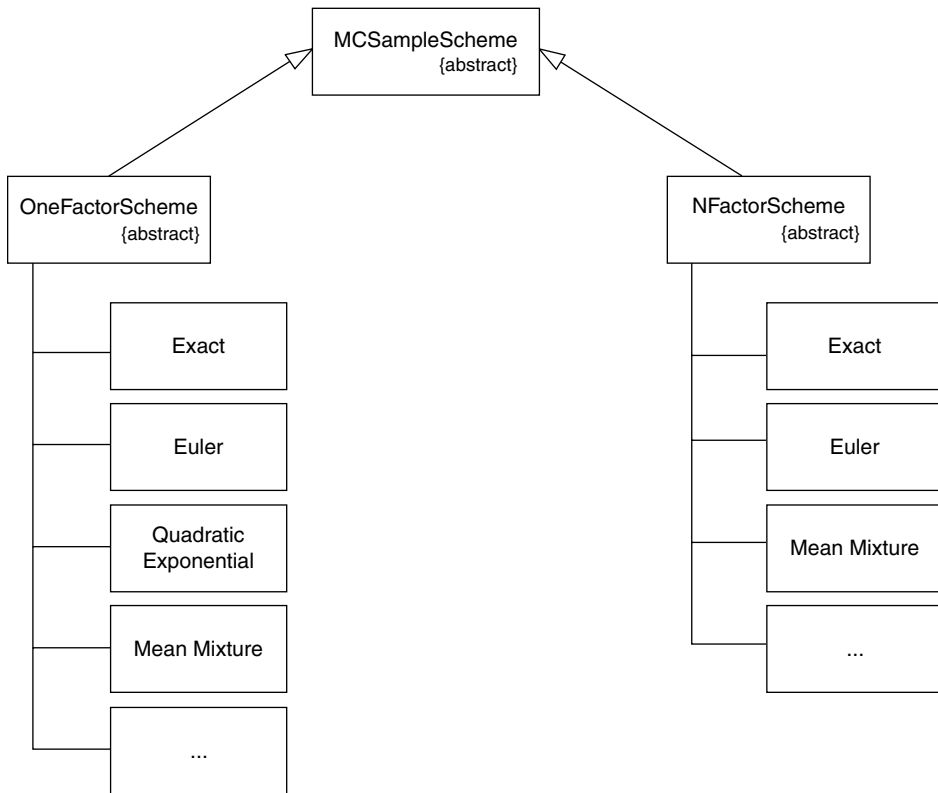 MCSampleScheme
{abstract}
OneFactorScheme
{abstract}
NFactorScheme
{abstract}
Exact
Euler
Quadratic
Exponential
Mean Mixture
...
Exact
Euler
Mean Mixture
...